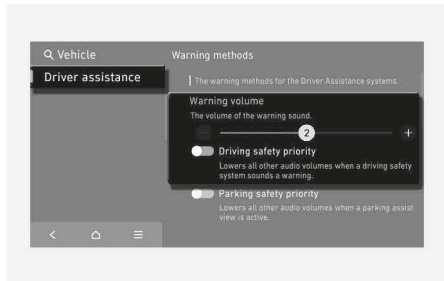 Vehicle
Warning methods
Driver assistance
The warning methods for the Driver Assistance systems.
Warning volume
The volume of the warning sound.
2
Driving safety priority
Lowers all other audio volumes when a driving safety
system sounds a warning.
Parking safety priority
Lowers all other audio volumes when a parking assist
view is active.